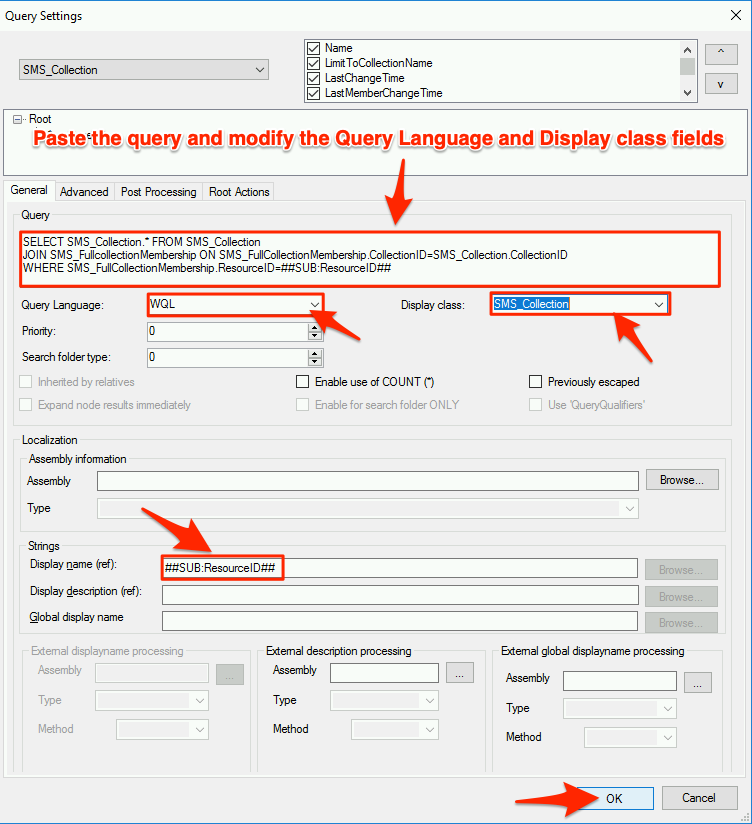 Query Settings
SMS_Collection
Name
LimitToCollectionName
LastChangeTime
LastMemberChangeTime
^
v
Root
Paste the query and modify the Query Language and Display class fields
General
Advanced
Post Processing
Root Actions
Query
SELECT SMS_Collection.* FROM SMS_Collection
JOIN SMS_FullcollectionMembership ON SMS_FullCollectionMembership.CollectionID=SMS_Collection.CollectionID
WHERE SMS_FullCollectionMembership.ResourceID=##SUB:ResourceID##
Query Language:
WQL
Display class:
SMS_Collection
Priority:
0
Search folder type:
0
Inherited by relatives
Enable use of COUNT (*)
Previously escaped
Expand node results immediately
Enable for search folder ONLY
Use 'QueryQualifiers'
Localization
Assembly information
Assembly
Browse...
Type
Strings
Display name (ref):
##SUB:ResourceID##
Browse...
Display description (ref):
Browse...
Global display name
Browse...
External displayname processing
Assembly
...
Type
Method
External description processing
Assembly
...
Type
Method
External global displayname processing
Assembly
...
Type
Method
OK
Cancel